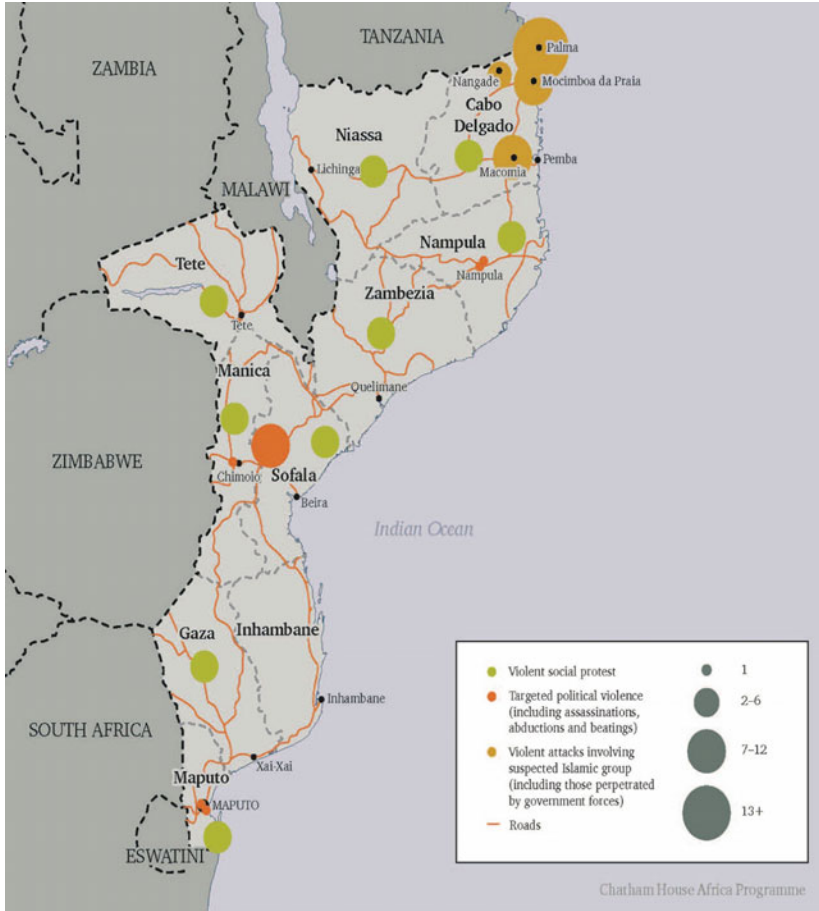 TANZANIA
ZAMBIA
Palma
Nangade
Mocimboa da Praia
Cabo
Delgado
Niassa
Lichinga
Macomia
Pemba
MALAWI
Nampula
Tete
Nampula
Zambezia
Tete
Manica
Quelimane
ZIMBABWE
Chimoio
Sofala
Beira
Indian Ocean
Gaza
Inhambane
Inhambane
SOUTH AFRICA
Xai-Xai
Maputo
MAPUTO
ESWATINI
Violent social protest
Targeted political violence
(including assassinations,
abductions and beatings)
Violent attacks involving
suspected Islamic group
(including those perpetrated
by government forces)
Roads
1
2–6
7–12
13+
Chatham House Africa Programme